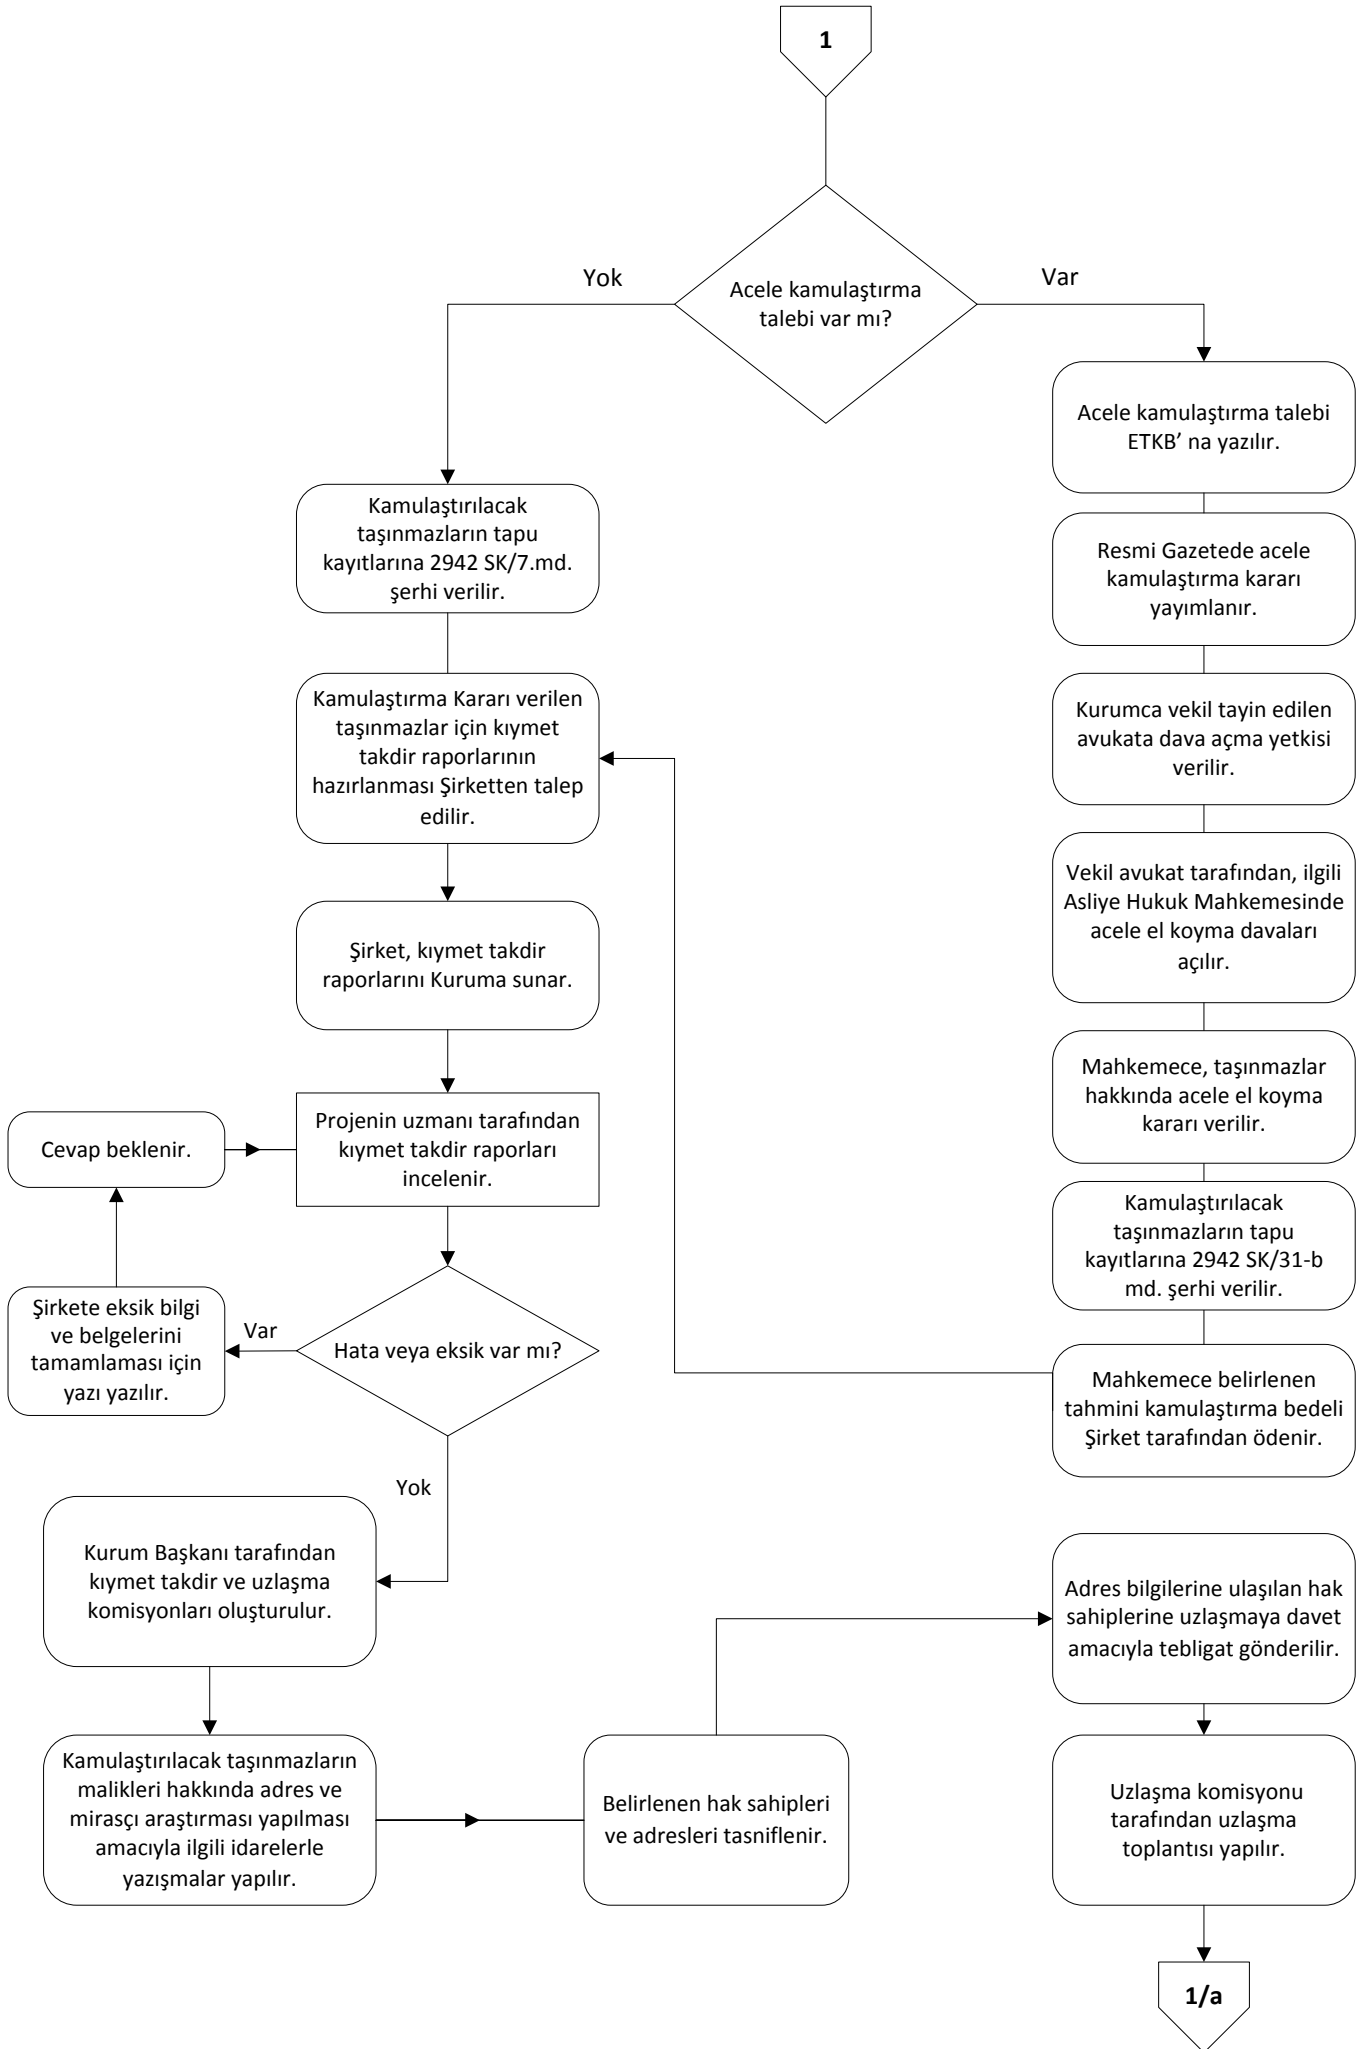 1
Acele kamulaştırma
talebi var mı?
Yok
Var
Kamulaştırılacak
taşınmazların tapu
kayıtlarına 2942 SK/7.md.
şerhi verilir.
Kamulaştırma Kararı verilen
taşınmazlar için kıymet
takdir raporlarının
hazırlanması Şirketten talep
edilir.
Şirket, kıymet takdir
raporlarını Kuruma sunar.
Projenin uzmanı tarafından
kıymet takdir raporları
incelenir.
Cevap beklenir.
Şirkete eksik bilgi
ve belgelerini
tamamlaması için
yazı yazılır.
Var
Hata veya eksik var mı?
Yok
Kurum Başkanı tarafından
kıymet takdir ve uzlaşma
komisyonları oluşturulur.
Kamulaştırılacak taşınmazların
malikleri hakkında adres ve
mirasçı araştırması yapılması
amacıyla ilgili idarelerle
yazışmalar yapılır.
Belirlenen hak sahipleri
ve adresleri tasniflenir.
Acele kamulaştırma talebi
ETKB’ na yazılır.
Resmi Gazetede acele
kamulaştırma kararı
yayımlanır.
Kurumca vekil tayin edilen
avukata dava açma yetkisi
verilir.
Vekil avukat tarafından, ilgili
Asliye Hukuk Mahkemesinde
acele el koyma davaları
açılır.
Mahkemece, taşınmazlar
hakkında acele el koyma
kararı verilir.
Kamulaştırılacak
taşınmazların tapu
kayıtlarına 2942 SK/31-b
md. şerhi verilir.
Mahkemece belirlenen
tahmini kamulaştırma bedeli
Şirket tarafından ödenir.
Adres bilgilerine ulaşılan hak
sahiplerine uzlaşmaya davet
amacıyla tebligat gönderilir.
Uzlaşma komisyonu
tarafından uzlaşma
toplantısı yapılır.
1/a